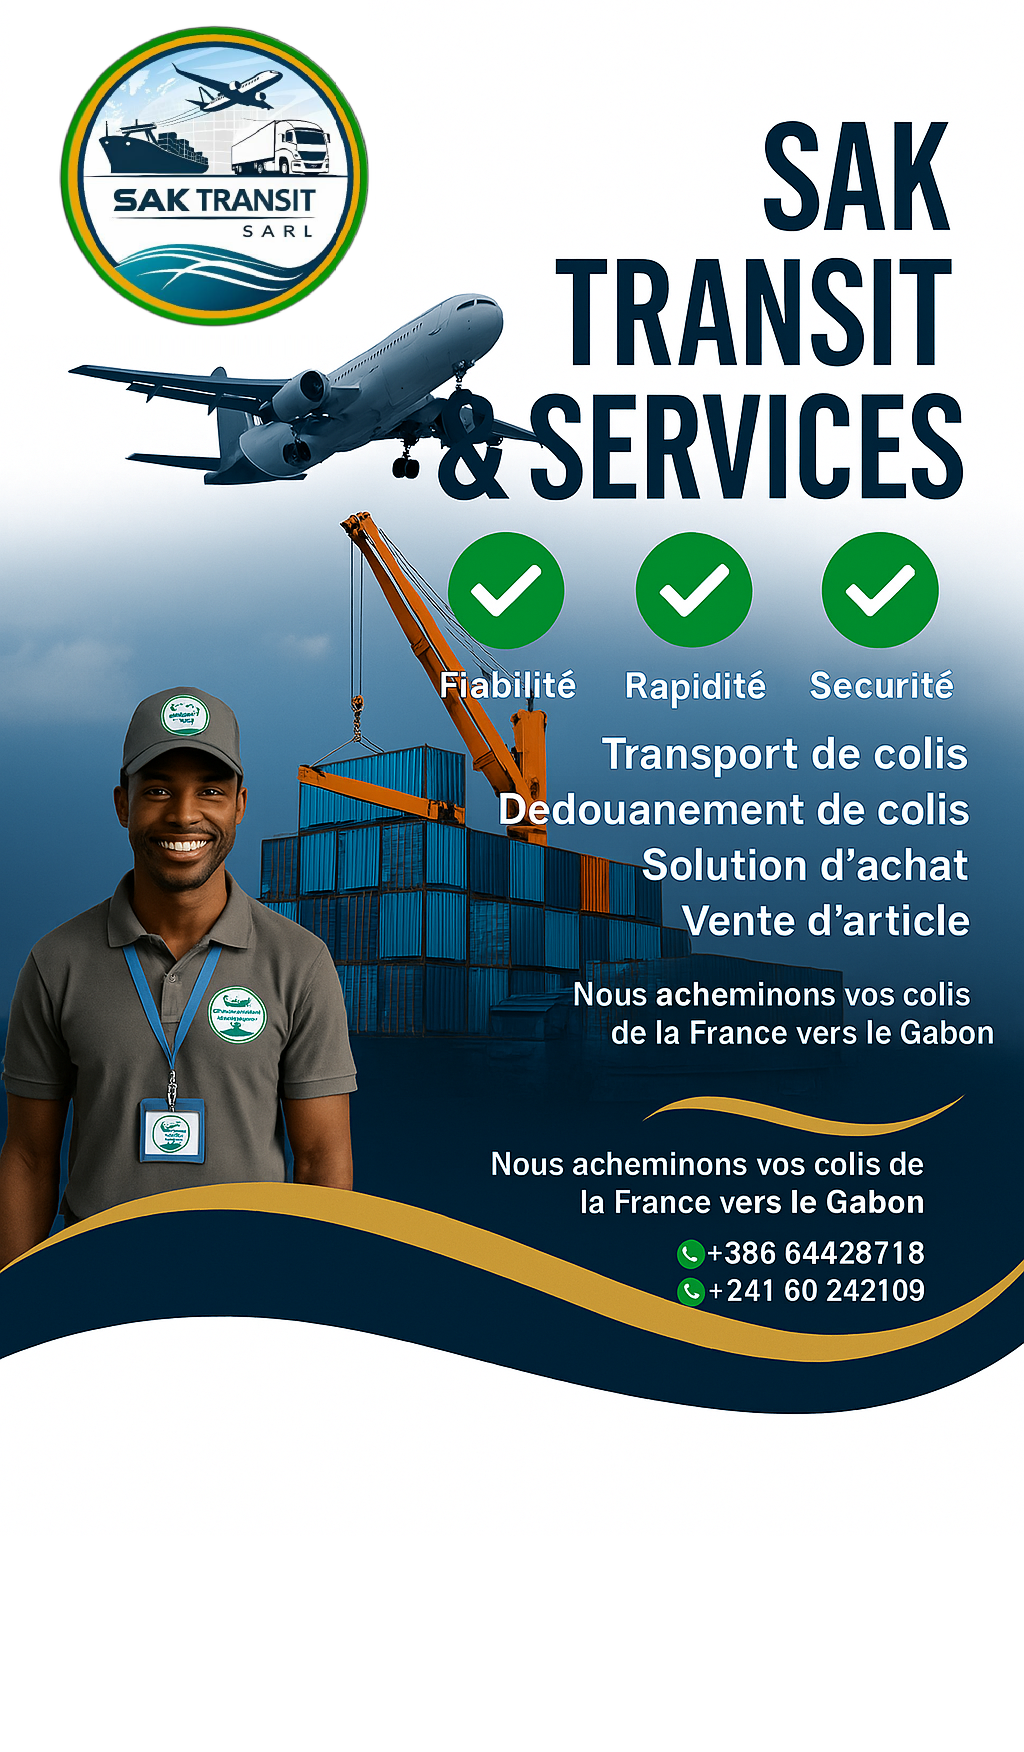 SAK TRANSIT
SARL
SAK
TRANSIT
& SERVICES
Fiabilité
Rapidité
Securité
Transport de colis
Dedouanement de colis
Solution d’achat
Vente d’article
Nous acheminons vos colis
de la France vers le Gabon
Nous acheminons vos colis de
la France vers le Gabon
+386 64428718
+241 60 242109